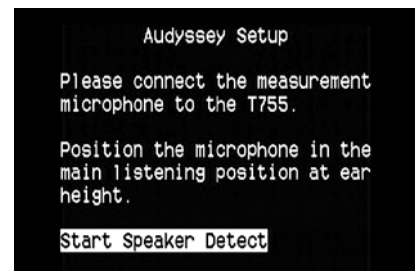 Audyssey Setup
Please connect the measurement
microphone to the T755.
Position the microphone in the
main listening position at ear
height.
Start Speaker Detect